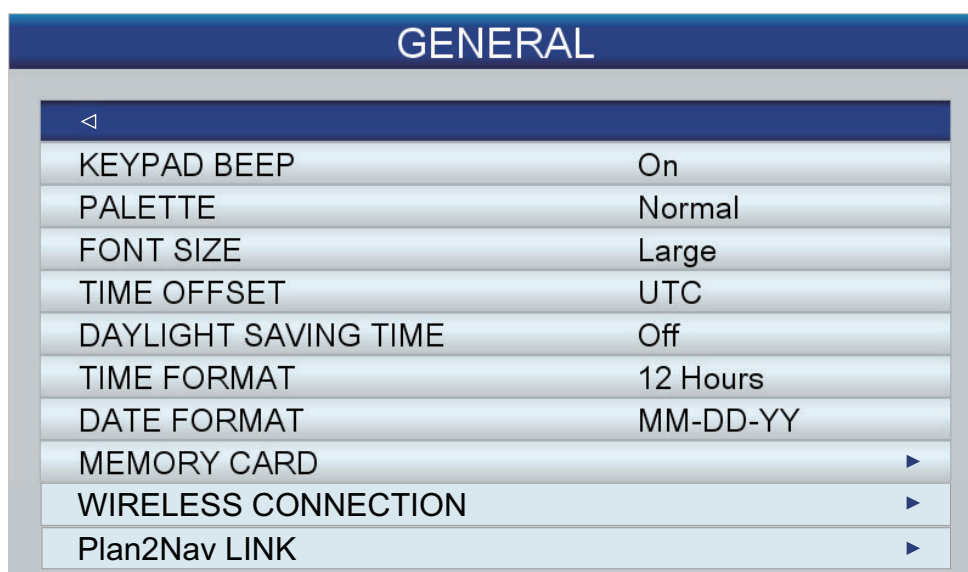 GENERAL
KEYPAD BEEP On
PALETTE Normal
FONT SIZE Large
TIME OFFSET UTC
DAYLIGHT SAVING TIME Off
TIME FORMAT 12 Hours
DATE FORMAT MM-DD-YY
MEMORY CARD
WIRELESS CONNECTION
Plan2Nav LINK